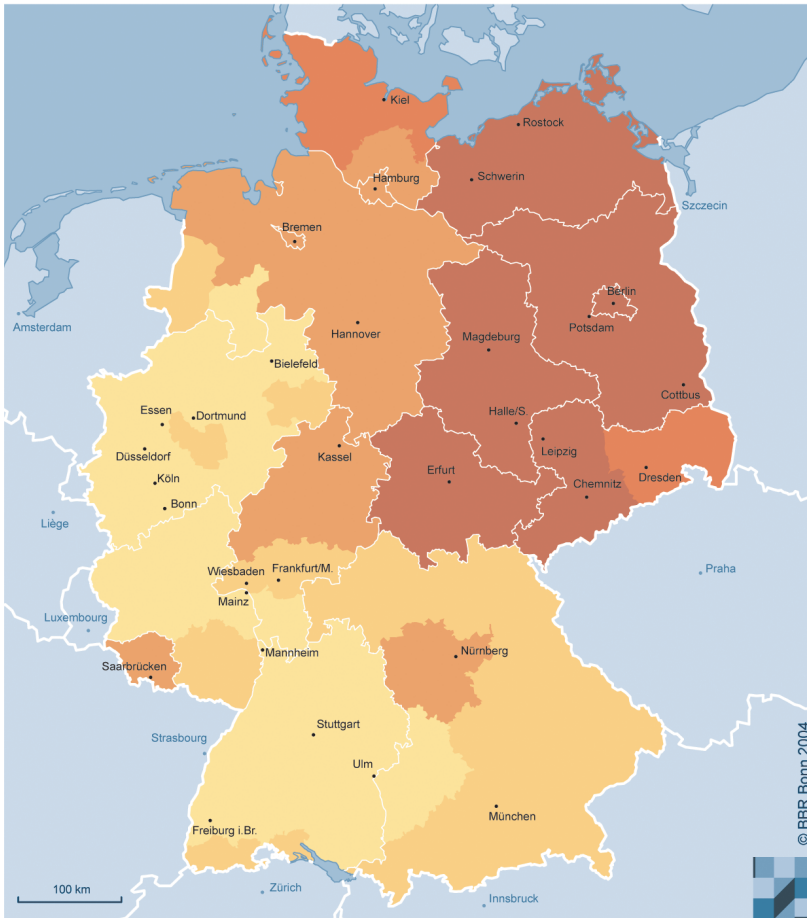 Kiel
Rostock
Hamburg
Schwerin
Szczecin
Bremen
Berlin
Amsterdam
Hannover
Potsdam
Magdeburg
Bielefeld
Cottbus
Essen
Dortmund
Halle/S.
Leipzig
Düsseldorf
Kassel
Erfurt
Dresden
Köln
Chemnitz
Bonn
Liège
Wiesbaden
Frankfurt/M.
Praha
Mainz
Luxembourg
Mannheim
Nürnberg
Saarbrücken
Stuttgart
Strasbourg
Ulm
München
Freiburg i.Br.
© BBR Bonn 2004
100 km
Zürich
Innsbruck